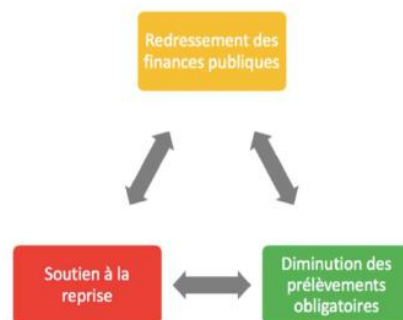 Redressement des
finances publiques
Soutien à la
reprise
Diminution des
prélèvements
obligatoires